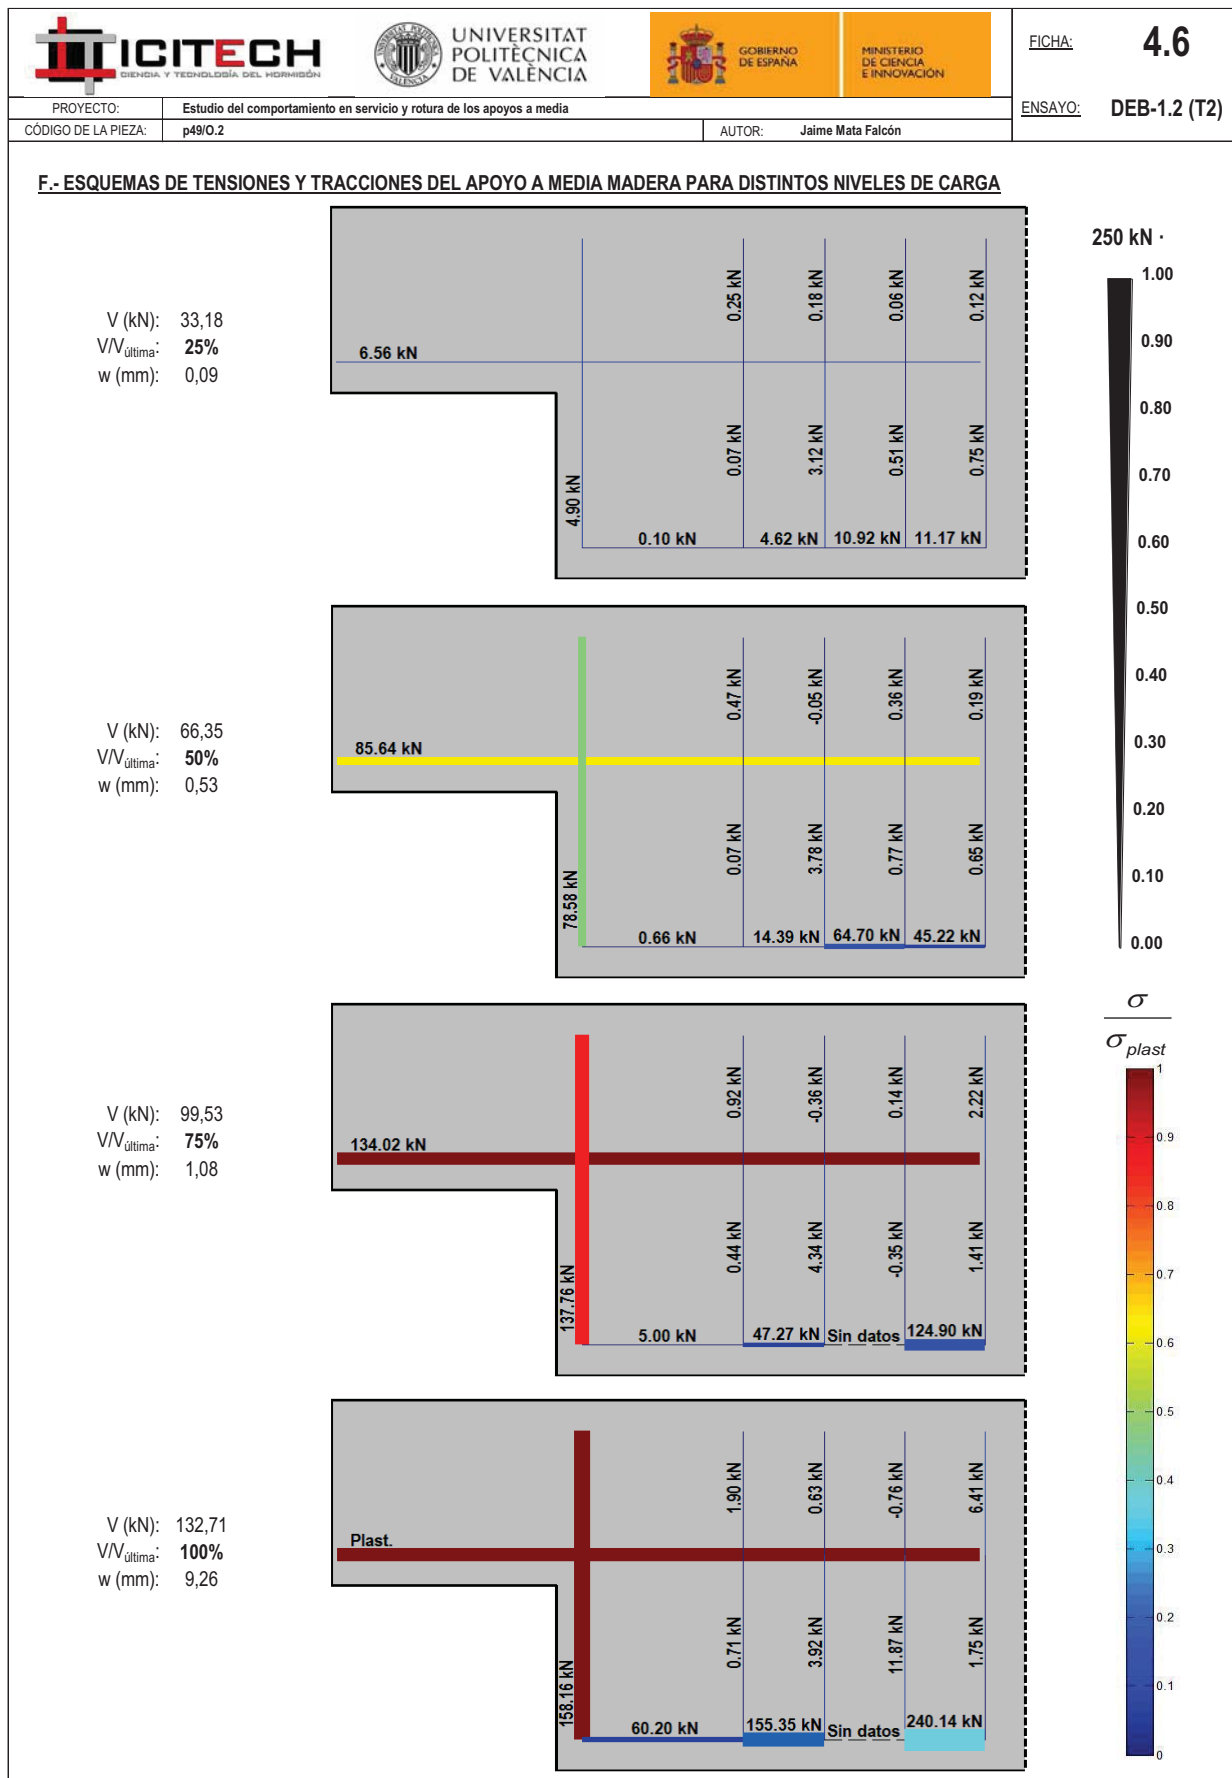 ICITECH
CIENCIA Y TECNOLOGÍA DEL HORMIGÓN
UNIVERSITAT
POLITÈCNICA
DE VALÈNCIA
GOBIERNO
DE ESPAÑA
MINISTERIO
DE CIENCIA
E INNOVACIÓN
FICHA: 4.6
PROYECTO: Estudio del comportamiento en servicio y rotura de los apoyos a media
ENSAYO: DEB-1.2 (T2)
CÓDIGO DE LA PIEZA: p49/O.2
AUTOR: Jaime Mata Falcón
F.- ESQUEMAS DE TENSIONES Y TRACCIONES DEL APOYO A MEDIA MADERA PARA DISTINTOS NIVELES DE CARGA
V (kN): 33,18
V/Vúltima: 25%
w (mm): 0,09
0.25 kN
0.18 kN
0.06 kN
0.12 kN
6.56 kN
0.07 kN
3.12 kN
0.51 kN
0.75 kN
4.90 kN
0.10 kN
4.62 kN
10.92 kN
11.17 kN
V (kN): 66,35
V/Vúltima: 50%
w (mm): 0,53
0.47 kN
-0.05 kN
0.36 kN
0.19 kN
85.64 kN
0.07 kN
3.78 kN
0.77 kN
0.65 kN
78.58 kN
0.66 kN
14.39 kN
64.70 kN
45.22 kN
V (kN): 99,53
V/Vúltima: 75%
w (mm): 1,08
0.92 kN
-0.36 kN
0.14 kN
2.22 kN
134.02 kN
0.44 kN
4.34 kN
-0.35 kN
1.41 kN
137.76 kN
5.00 kN
47.27 kN
Sin datos
124.90 kN
V (kN): 132,71
V/Vúltima: 100%
w (mm): 9,26
1.90 kN
0.63 kN
-0.76 kN
6.41 kN
Plast.
0.71 kN
3.92 kN
11.87 kN
1.75 kN
158.16 kN
60.20 kN
155.35 kN
Sin datos
240.14 kN
250 kN ·
1.00
0.90
0.80
0.70
0.60
0.50
0.40
0.30
0.20
0.10
0.00
σ
σplast
1
0.9
0.8
0.7
0.6
0.5
0.4
0.3
0.2
0.1
0